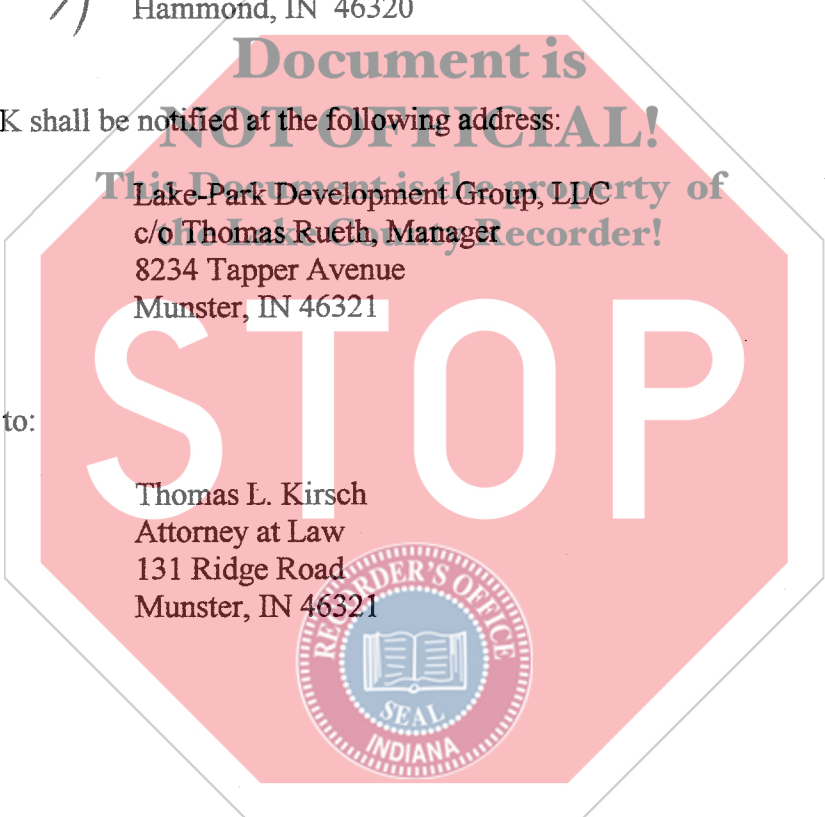 Hammond, IN 46320
Document is
NOT OFFICIAL!
K shall be notified at the following address:
This Document is the property of
the Lake County Recorder!
Lake-Park Development Group, LLC
c/o Thomas Rueth, Manager
8234 Tapper Avenue
Munster, IN 46321
STOP
to:
Thomas L. Kirsch
Attorney at Law
131 Ridge Road
Munster, IN 46321
RECORDER'S OFFICE
SEAL
INDIANA